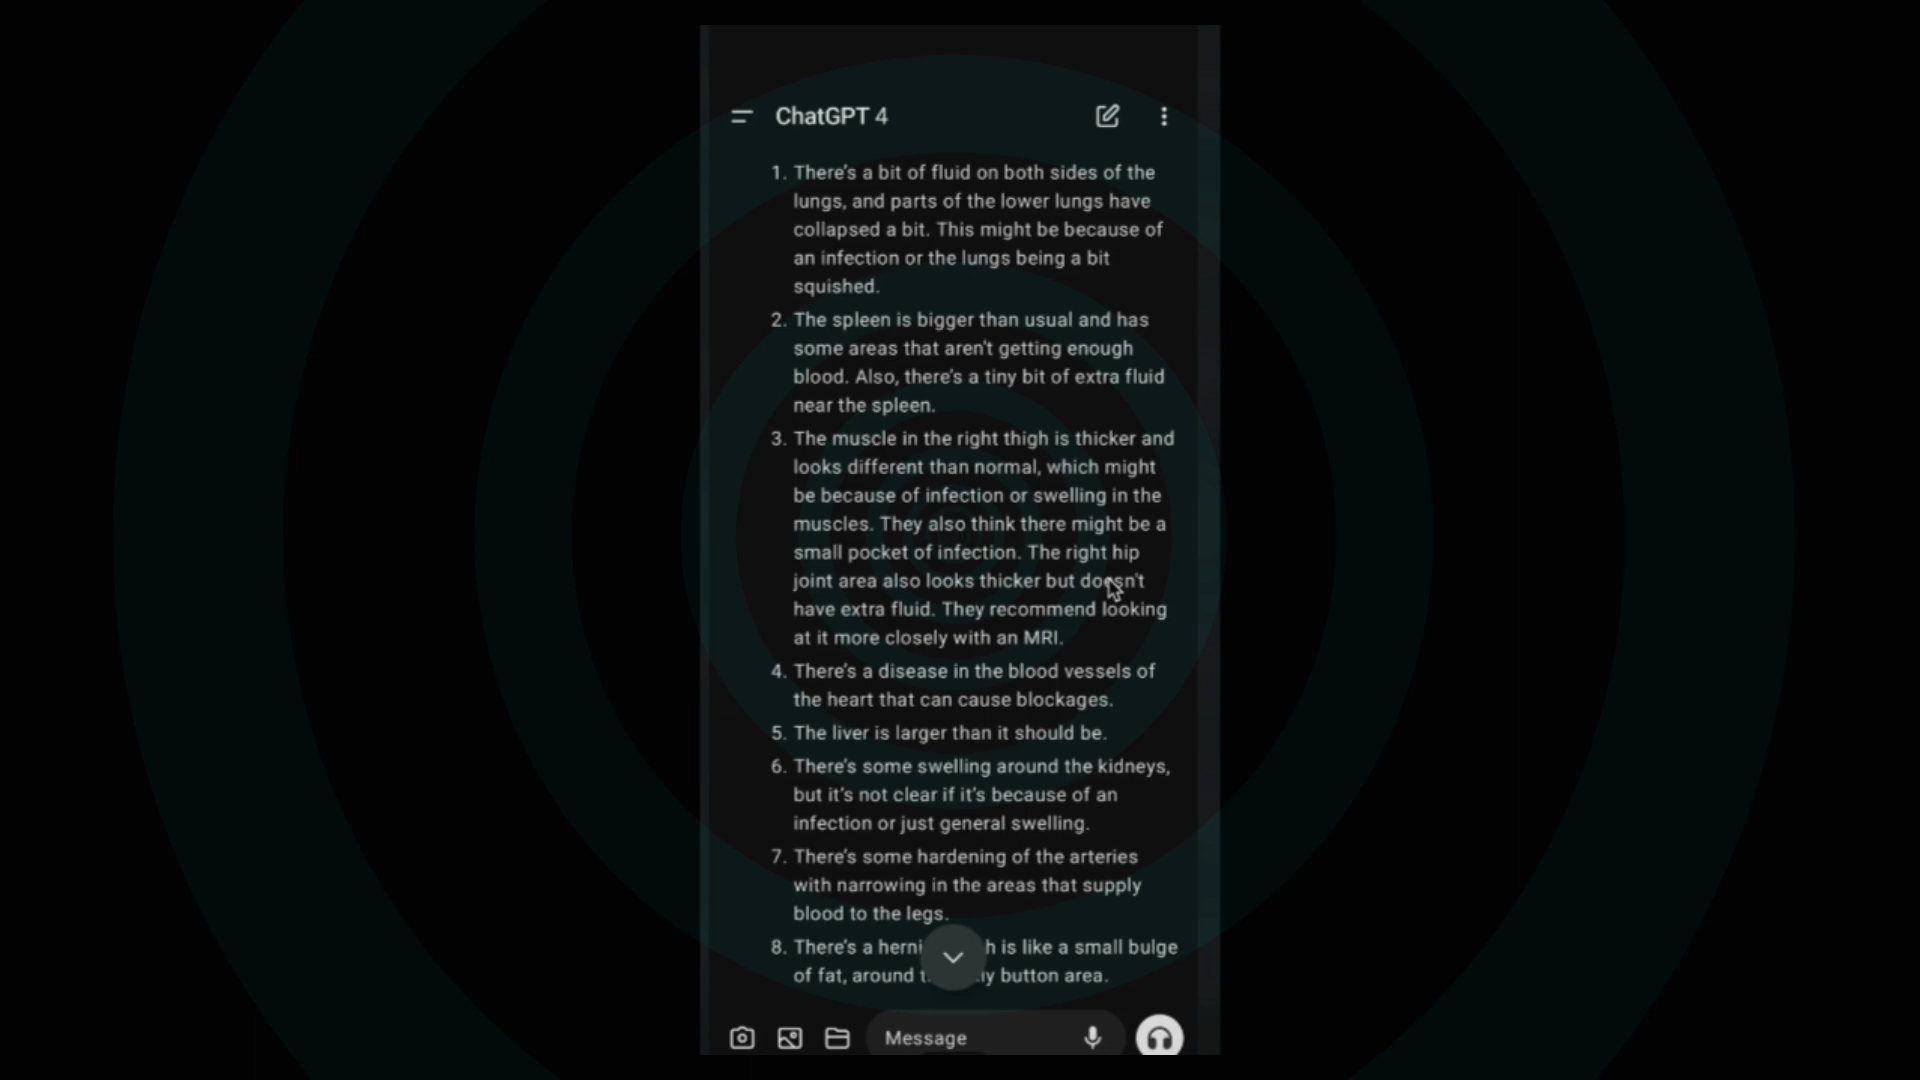 ChatGPT 4
1. There's a bit of fluid on both sides of the
lungs, and parts of the lower lungs have
collapsed a bit. This might be because of
an infection or the lungs being a bit
squished.
2. The spleen is bigger than usual and has
some areas that aren't getting enough
blood. Also, there's a tiny bit of extra fluid
near the spleen.
3. The muscle in the right thigh is thicker and
looks different than normal, which might
be because of infection or swelling in the
muscles. They also think there might be a
small pocket of infection. The right hip
joint area also looks thicker but doesn't
have extra fluid. They recommend looking
at it more closely with an MRI.
4. There's a disease in the blood vessels of
the heart that can cause blockages.
5. The liver is larger than it should be.
6. There's some swelling around the kidneys,
but it's not clear if it's because of an
infection or just general swelling.
7. There's some hardening of the arteries
with narrowing in the areas that supply
blood to the legs.
8. There's a is like a small bulge
of fat, around button area.
Message